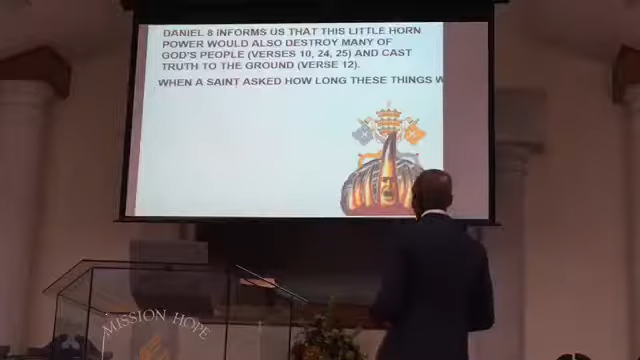 DANIEL 8 INFORMS US THAT THIS LITTLE HORN
POWER WOULD ALSO DESTROY MANY OF
GOD'S PEOPLE (VERSES 10, 24, 25) AND CAST
TRUTH TO THE GROUND (VERSE 12).
WHEN A SAINT ASKED HOW LONG THESE THINGS W
MISSION HOPE